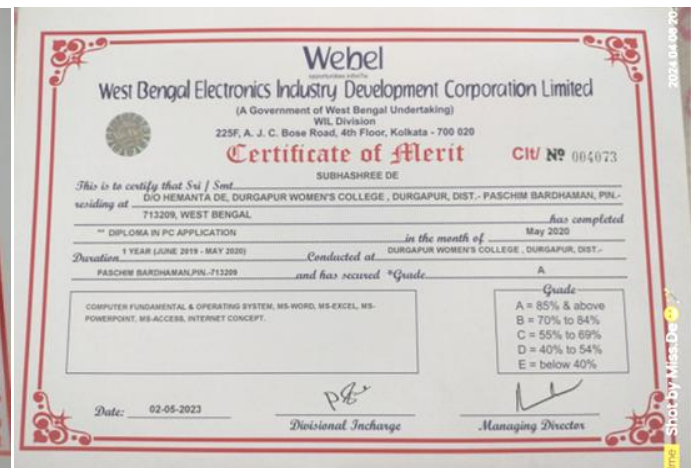 Webel
opportunities infinITe
West Bengal Electronics Industry Development Corporation Limited
(A Government of West Bengal Undertaking)
WIL Division
225F, A. J. C. Bose Road, 4th Floor, Kolkata - 700 020
Certificate of Merit Clt/ Nº 004073
SUBHASHREE DE
This is to certify that Sri / Smt.
D/O HEMANTA DE, DURGAPUR WOMEN'S COLLEGE , DURGAPUR, DIST.- PASCHIM BARDHAMAN, PIN.-
residing at
713209, WEST BENGAL has completed
** DIPLOMA IN PC APPLICATION in the month of May 2020
Duration 1 YEAR (JUNE 2019 - MAY 2020) Conducted at DURGAPUR WOMEN'S COLLEGE , DURGAPUR, DIST.-
PASCHIM BARDHAMAN,PIN.-713209 and has secured *Grade A
COMPUTER FUNDAMENTAL & OPERATING SYSTEM, MS-WORD, MS-EXCEL, MS-
POWERPOINT, MS-ACCESS, INTERNET CONCEPT.
Grade
A = 85% & above
B = 70% to 84%
C = 55% to 69%
D = 40% to 54%
E = below 40%
Date: 02-05-2023
Divisional Incharge
Managing Director
2024 04 08 20
me
Shot by Miss.De